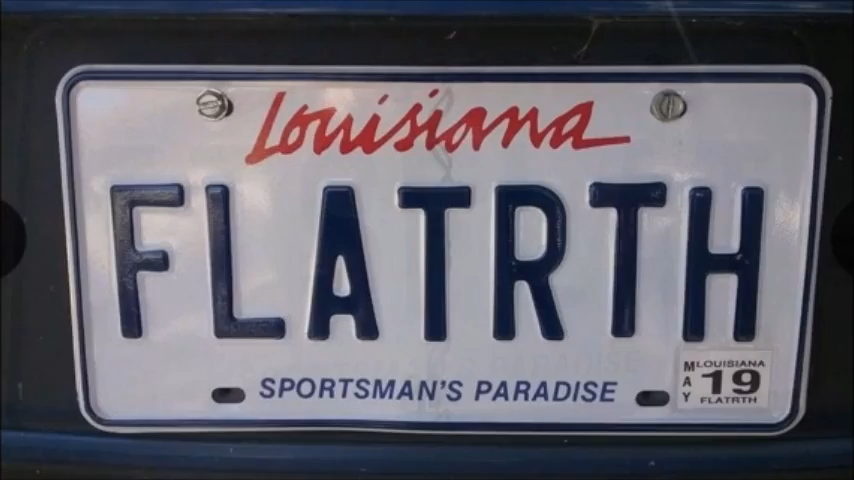 Louisiana
FLATRTH
SPORTSMAN'S PARADISE
MAY
LOUISIANA
19
FLATRTH